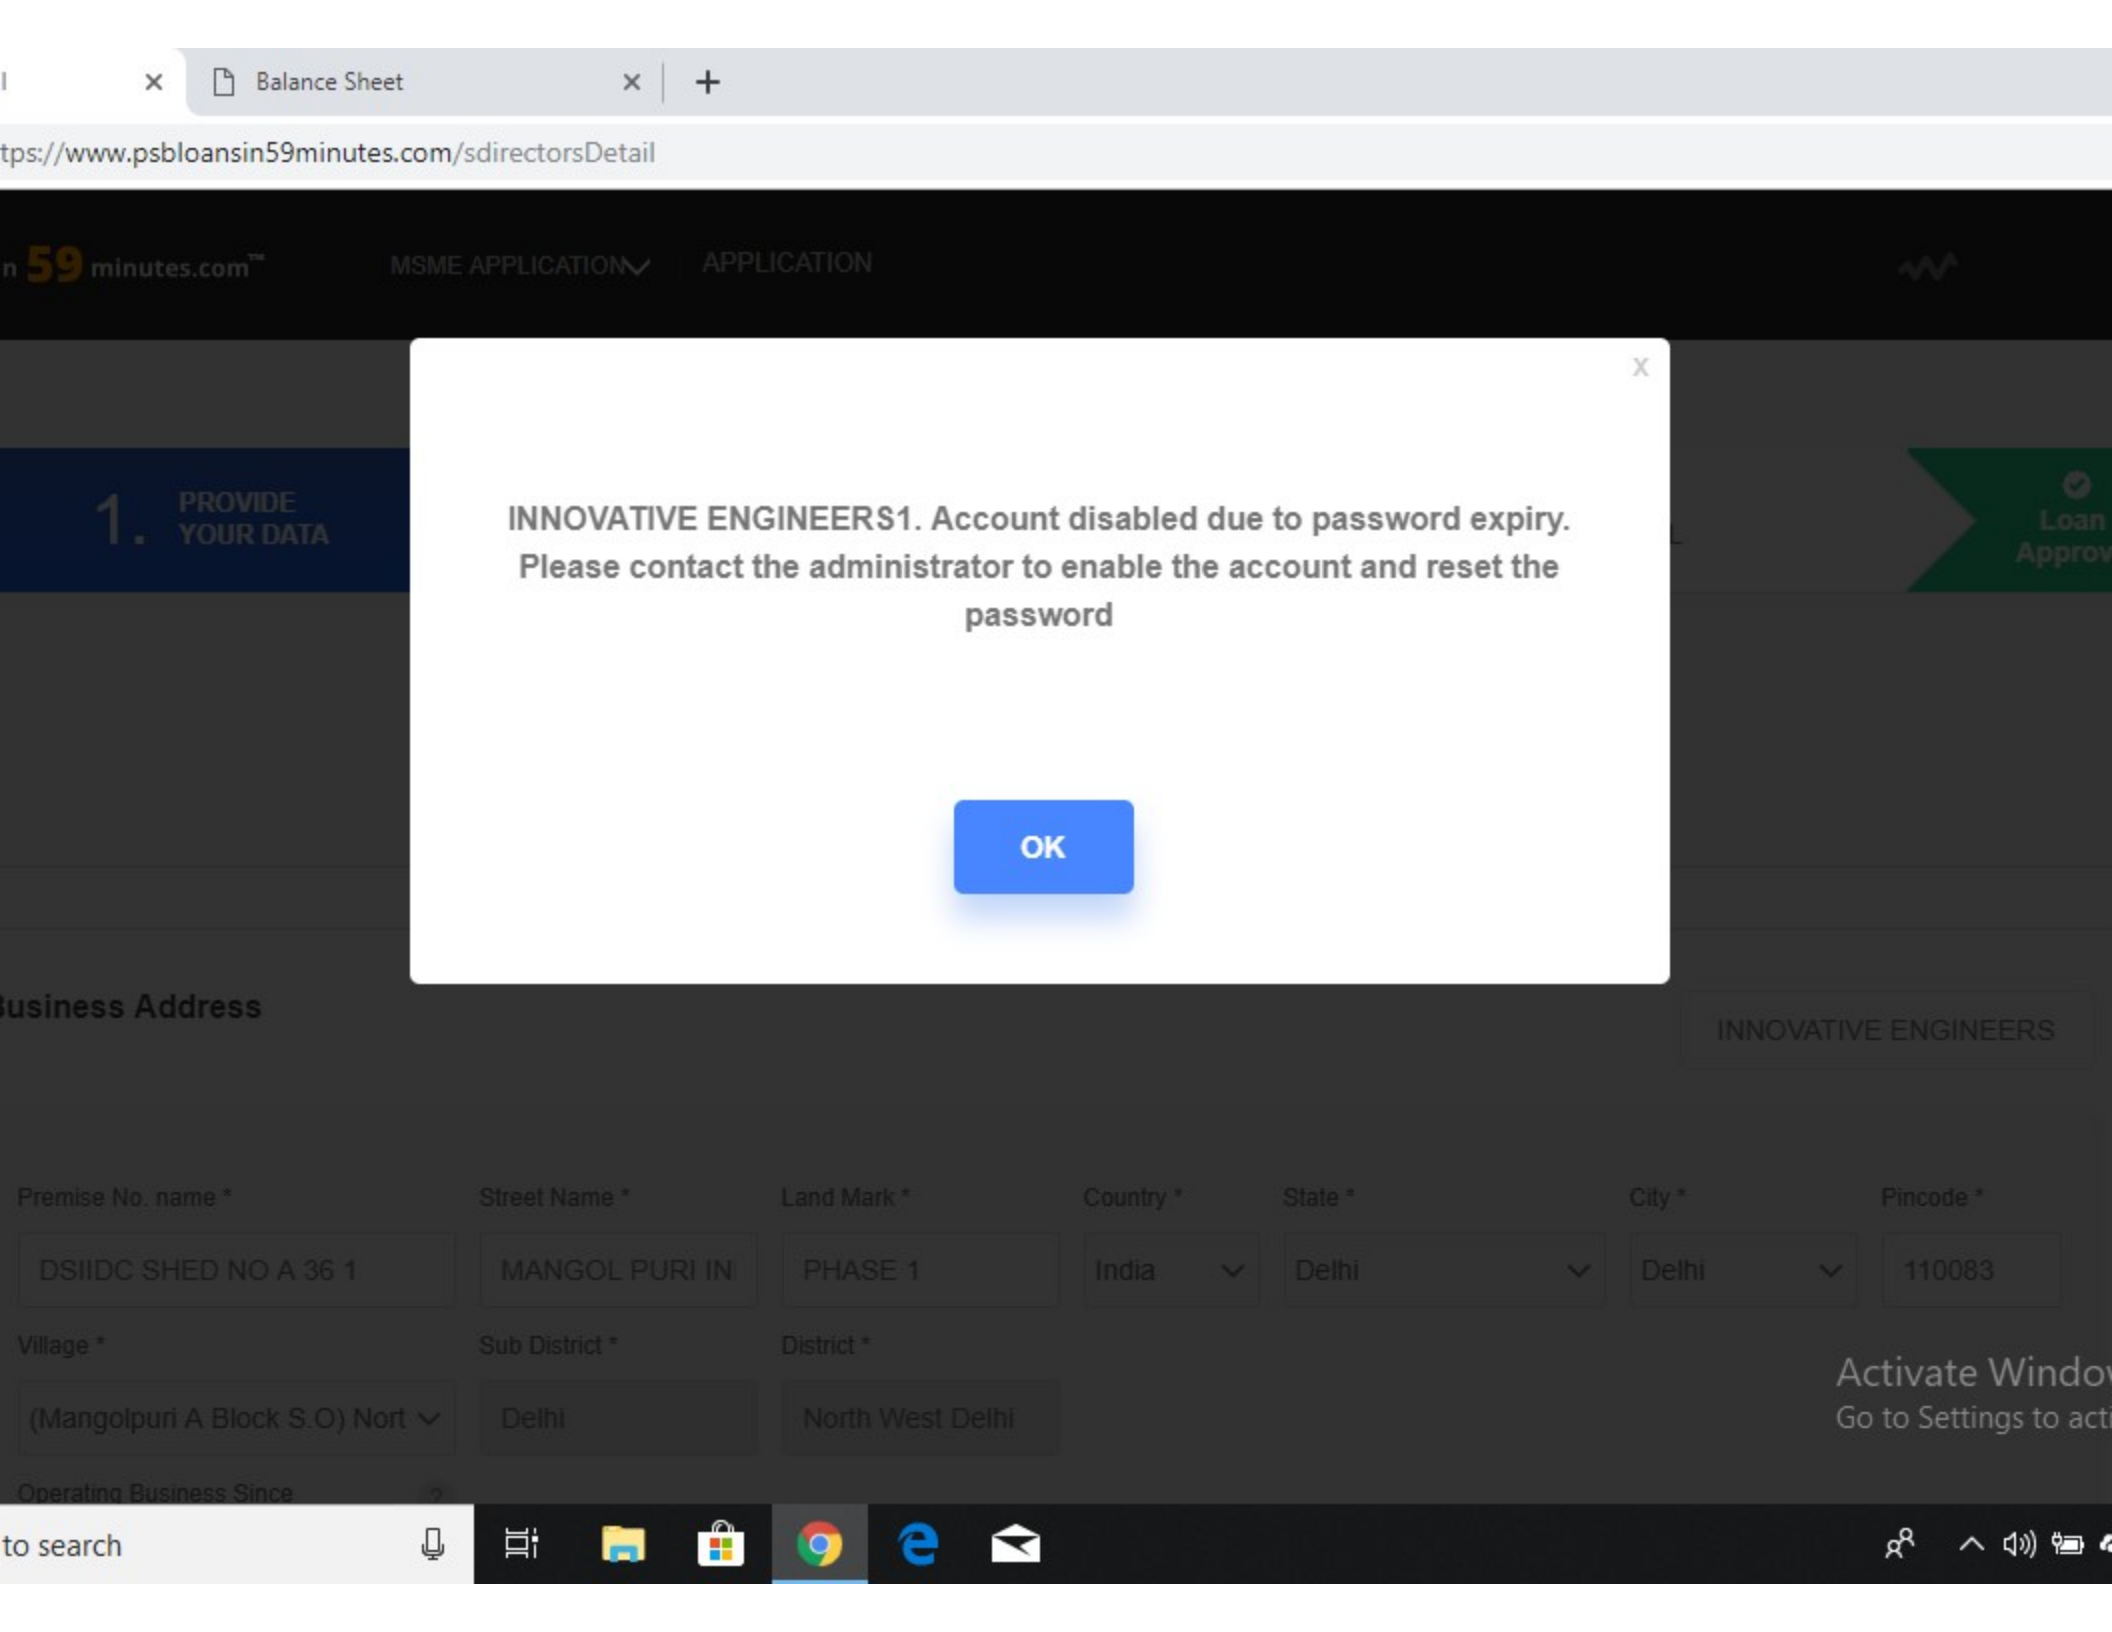 Balance Sheet
tps://www.psbloansin59minutes.com/sdirectorsDetail
n 59 minutes.com™ MSME APPLICATION APPLICATION
X
1. PROVIDE YOUR DATA
Loan
Approv
INNOVATIVE ENGINEERS1. Account disabled due to password expiry.
Please contact the administrator to enable the account and reset the
password
OK
Business Address
INNOVATIVE ENGINEERS
Premise No. name * Street Name * Land Mark * Country * State * City * Pincode *
DSIIDC SHED NO A 36 1 MANGOL PURI IN PHASE 1 India Delhi Delhi 110083
Village * Sub District * District *
(Mangolpuri A Block S.O) Nort Delhi North West Delhi
Activate Window
Go to Settings to acti
Operating Business Since ?
to search